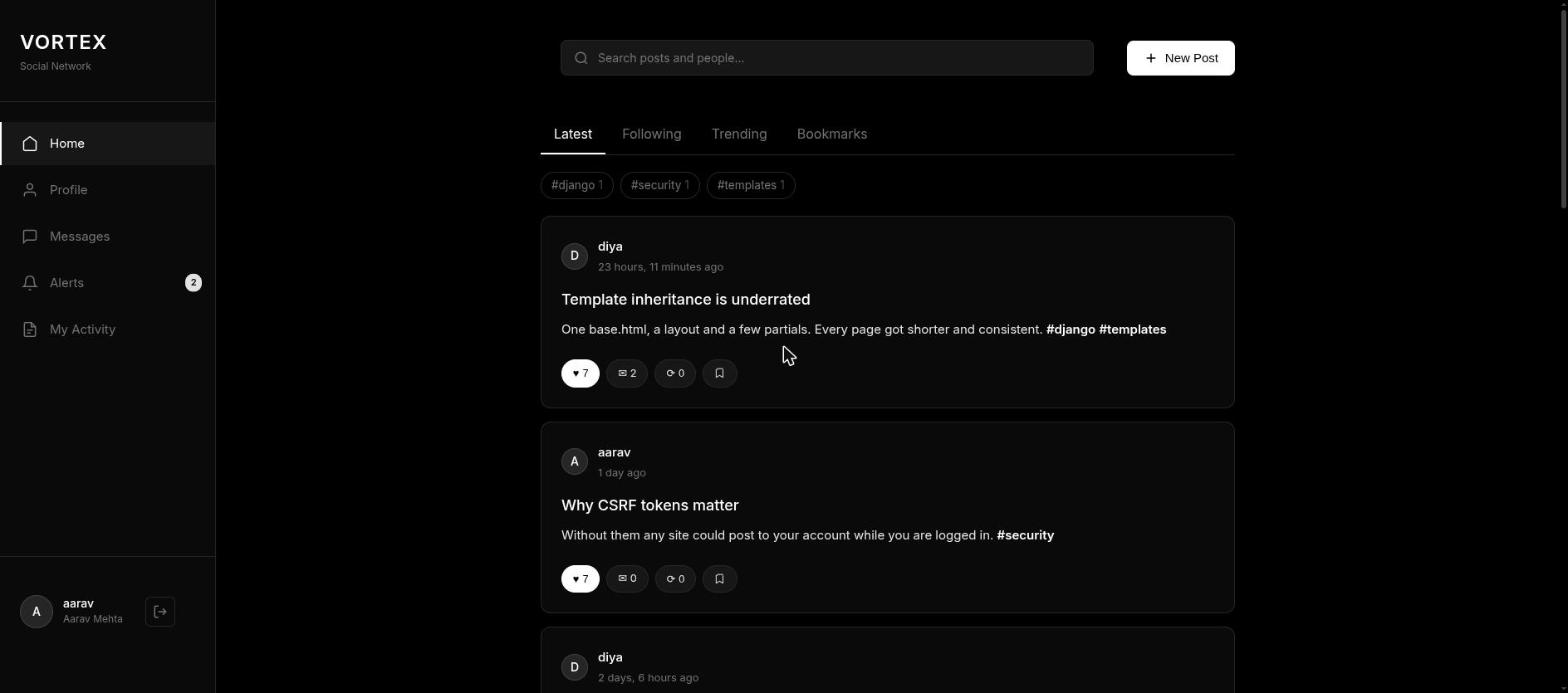 VORTEX
Social Network
Home
Profile
Messages
Alerts 2
My Activity
A aarav
Aarav Mehta
Search posts and people...
+ New Post
Latest Following Trending Bookmarks
#django 1 #security 1 #templates 1
D diya
23 hours, 11 minutes ago
Template inheritance is underrated
One base.html, a layout and a few partials. Every page got shorter and consistent. #django #templates
♥ 7 ✉ 2 ⟳ 0
A aarav
1 day ago
Why CSRF tokens matter
Without them any site could post to your account while you are logged in. #security
♥ 7 ✉ 0 ⟳ 0
D diya
2 days, 6 hours ago